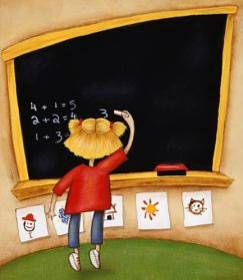 4 + 1 = 5
2 + 2 = 4 3
1 + 3